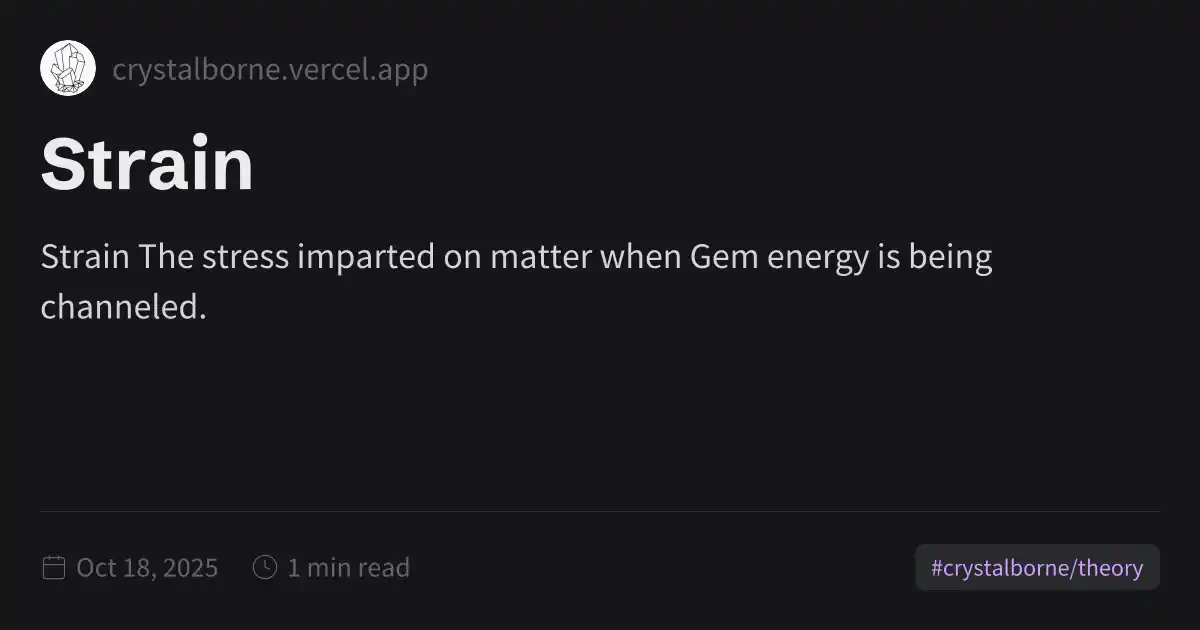 crystalborne.vercel.app
Strain
Strain The stress imparted on matter when Gem energy is being
channeled.
Oct 18, 2025
1 min read
#crystalborne/theory